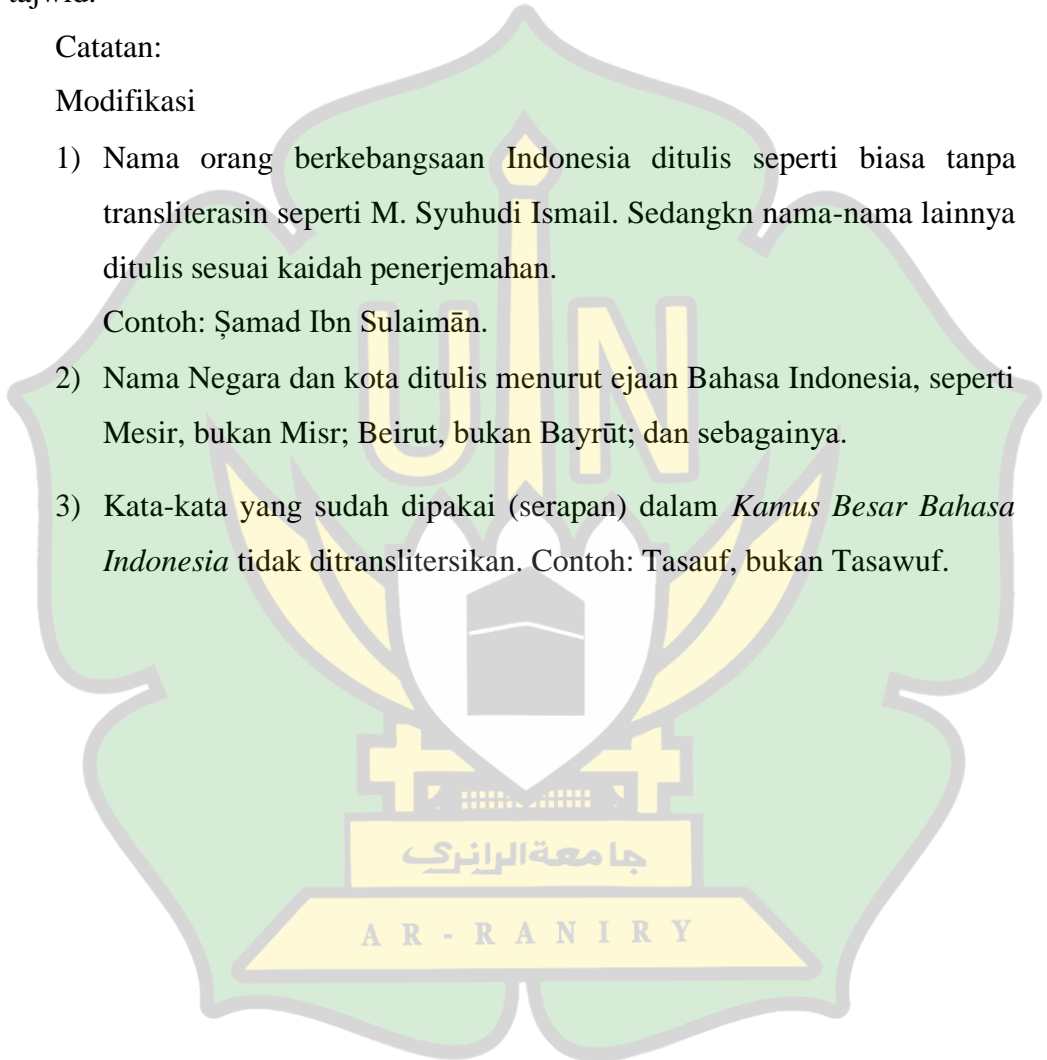 tajwid.
Catatan:
Modifikasi
1) Nama orang berkebangsaan Indonesia ditulis seperti biasa tanpa
transliterasin seperti M. Syuhudi Ismail. Sedangkn nama-nama lainnya
ditulis sesuai kaidah penerjemahan.
Contoh: Ṣamad Ibn Sulaimān.
2) Nama Negara dan kota ditulis menurut ejaan Bahasa Indonesia, seperti
Mesir, bukan Misr; Beirut, bukan Bayrūt; dan sebagainya.
3) Kata-kata yang sudah dipakai (serapan) dalam Kamus Besar Bahasa
Indonesia tidak ditranslitersikan. Contoh: Tasauf, bukan Tasawuf.
UIN
جامعةالرانري
AR-RANIRY